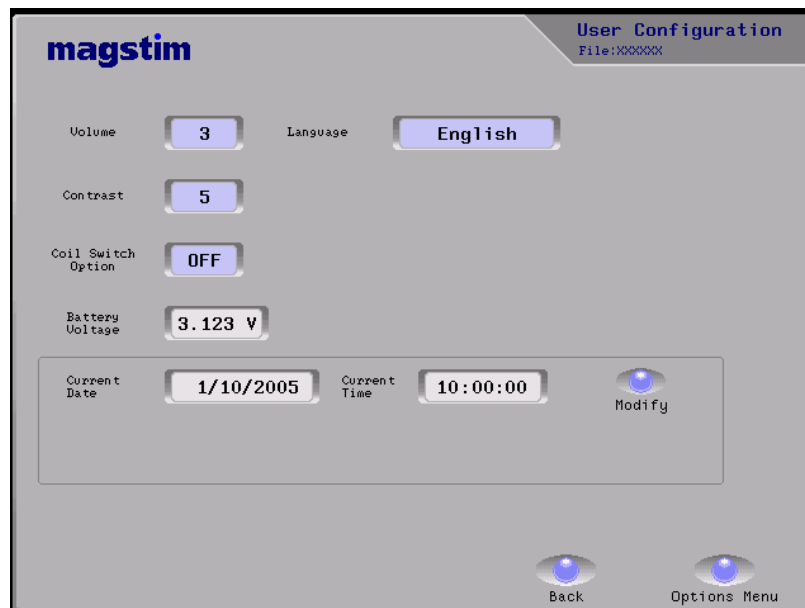 magstim
User Configuration
File:XXXXXX
Volume
3
Language
English
Contrast
5
Coil Switch
Option
OFF
Battery
Voltage
3.123 V
Current
Date
1/10/2005
Current
Time
10:00:00
Modify
Back
Options Menu